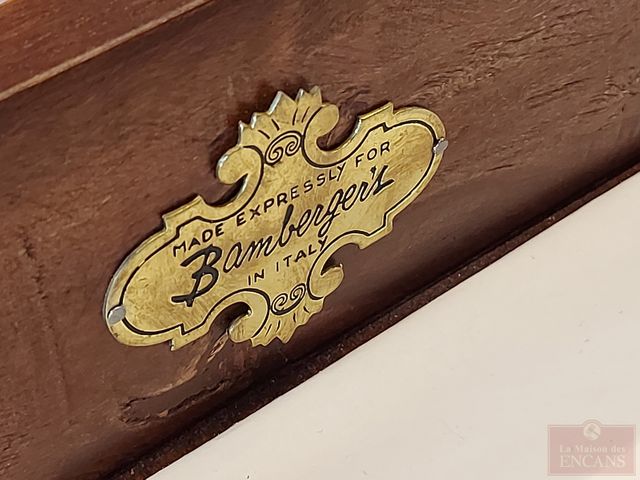 MADE EXPRESSLY FOR
Bamberger's
IN ITALY
La Maison des
ENCANS